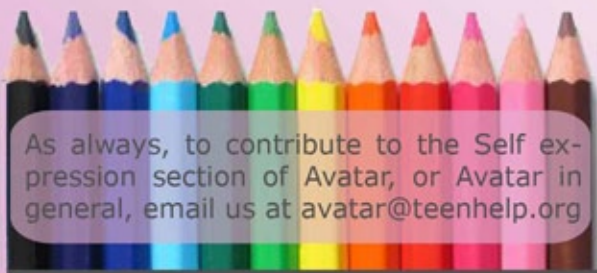 As always, to contribute to the Self ex-
pression section of Avatar, or Avatar in
general, email us at avatar@teenhelp.org